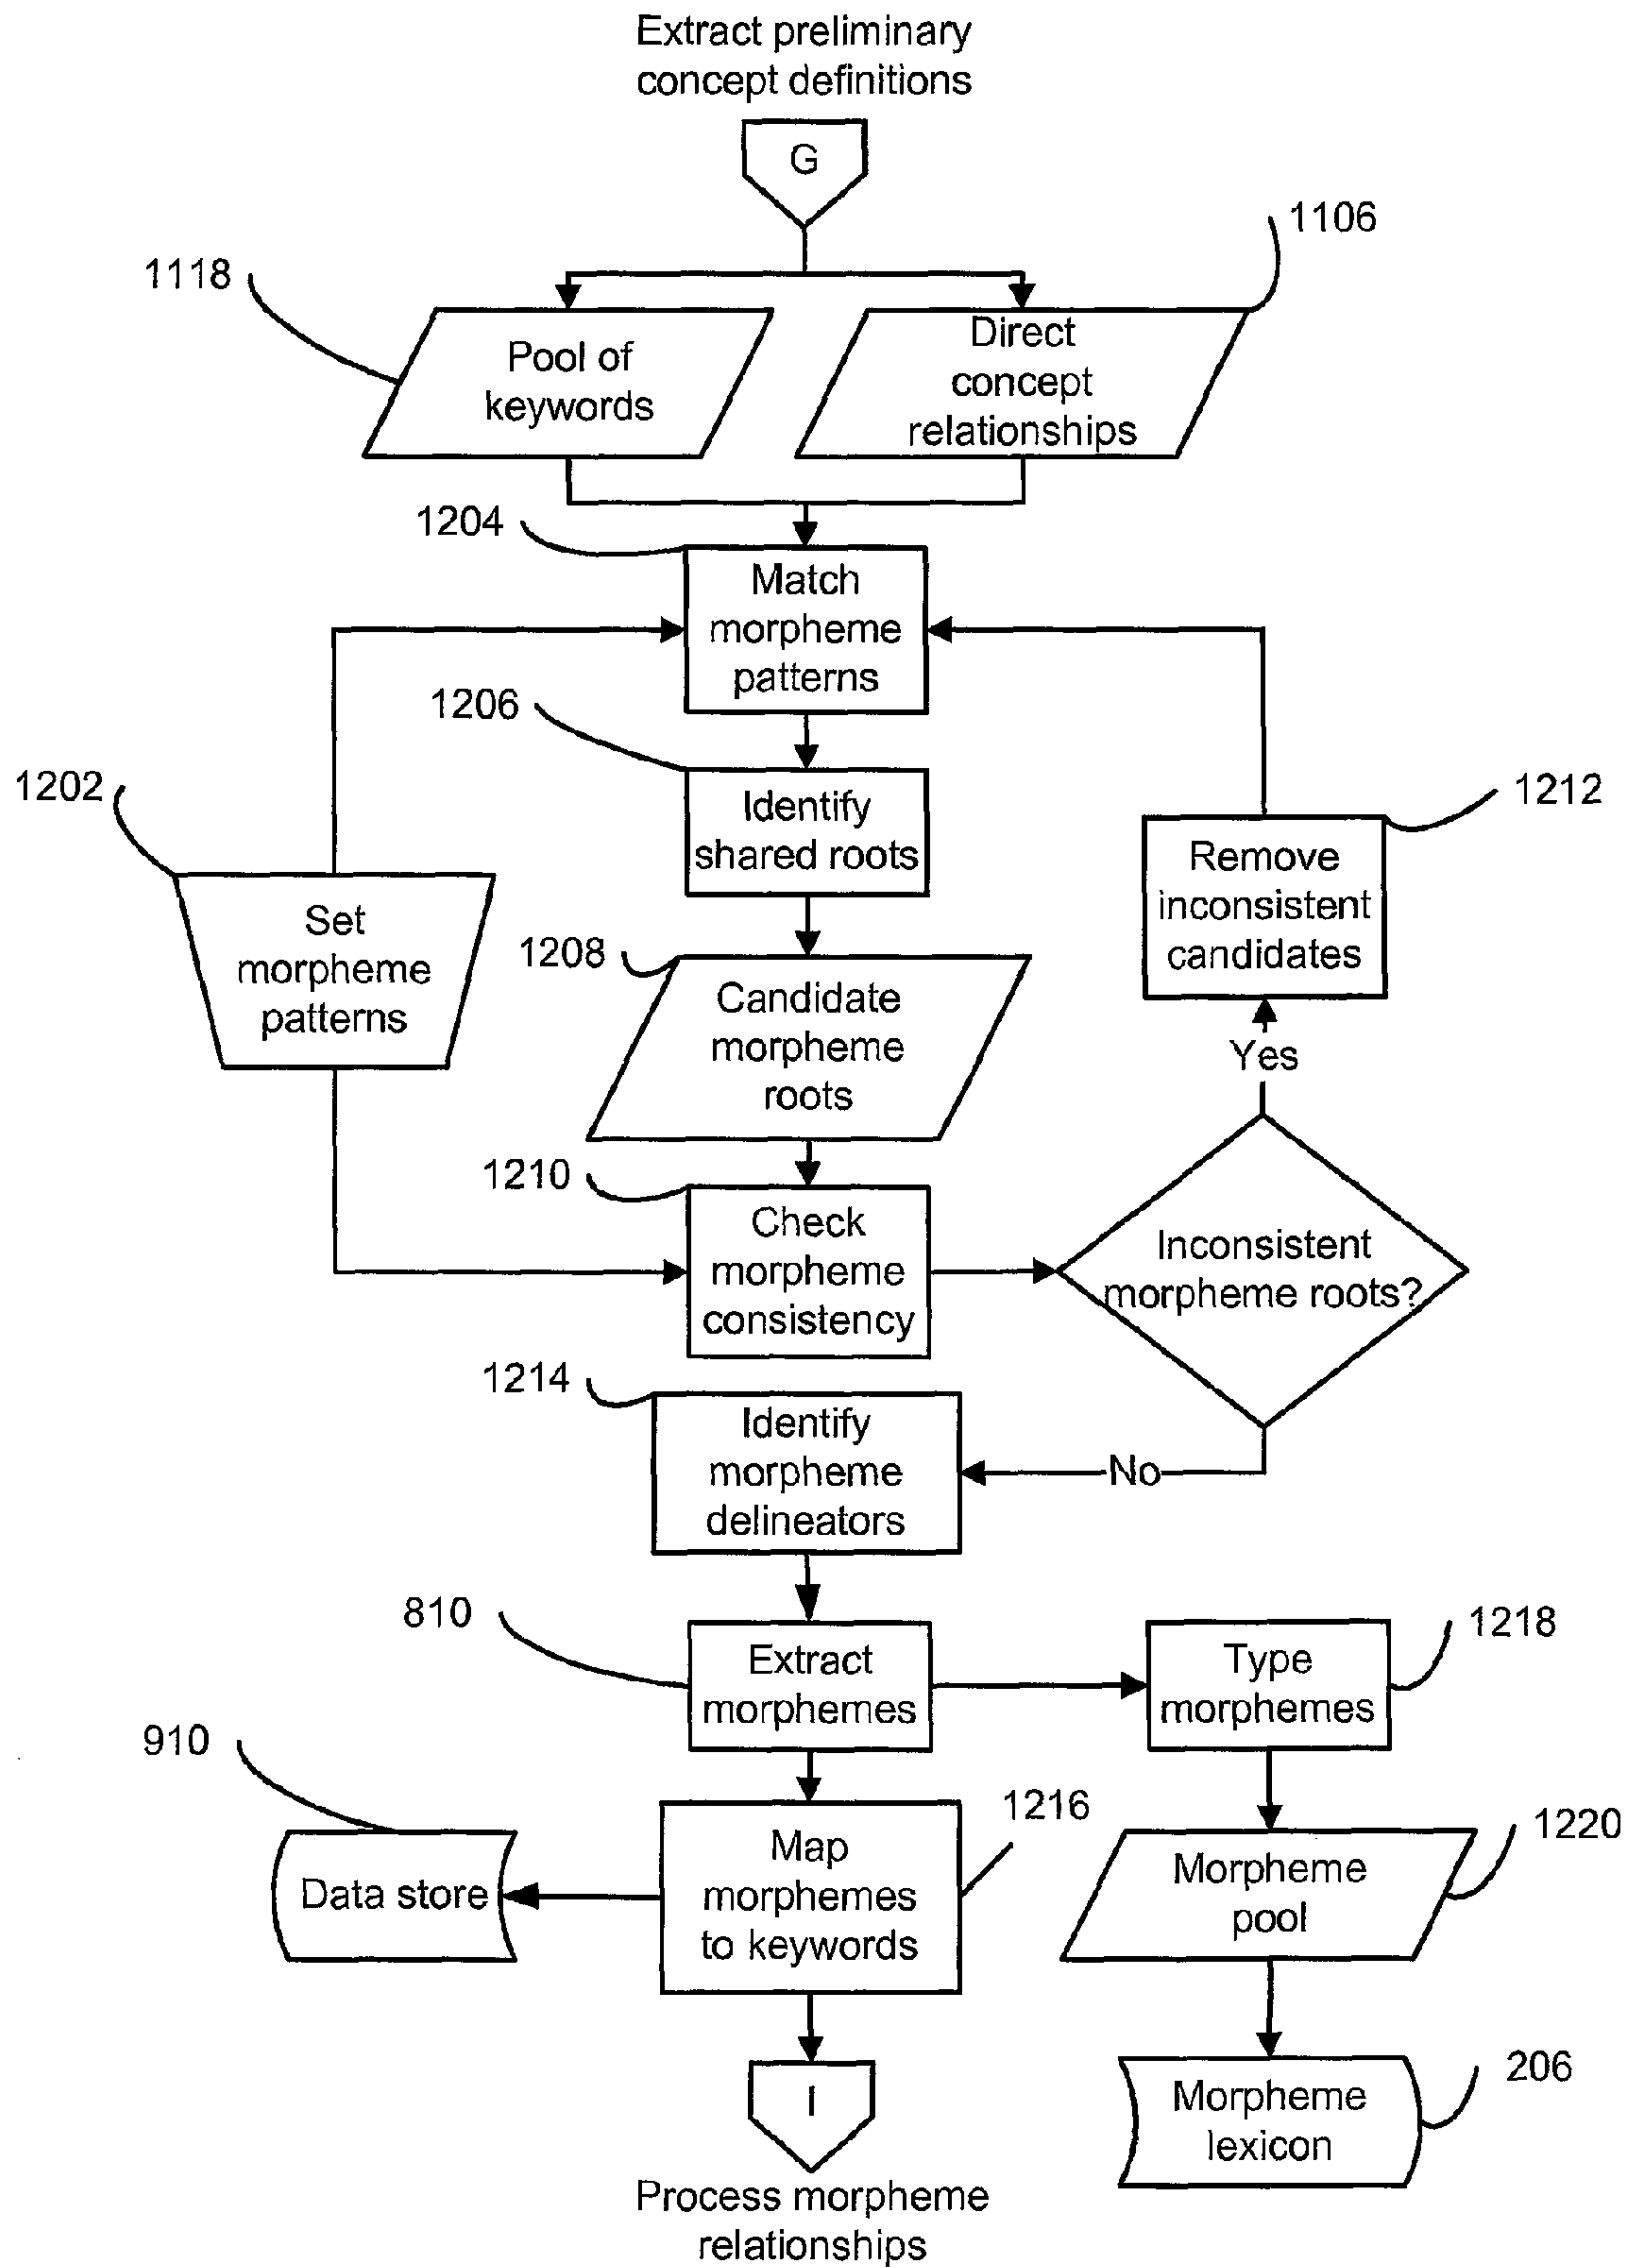 Extract preliminary
concept definitions
G
1106
1118
Direct
concept
relationships
Pool of
keywords
1204
Match
morpheme
patterns
1206
1202
1212
Identify
shared roots
Remove
inconsistent
candidates
Set
morpheme
patterns
1208
Candidate
morpheme
roots
Yes
1210
Check
morpheme
consistency
Inconsistent
morpheme roots?
1214
Identify
morpheme
delineators
No
810
Extract
morphemes
1218
Type
morphemes
910
1216
1220
Data store
Map
morphemes
to keywords
Morpheme
pool
I
206
Morpheme
lexicon
Process morpheme
relationships